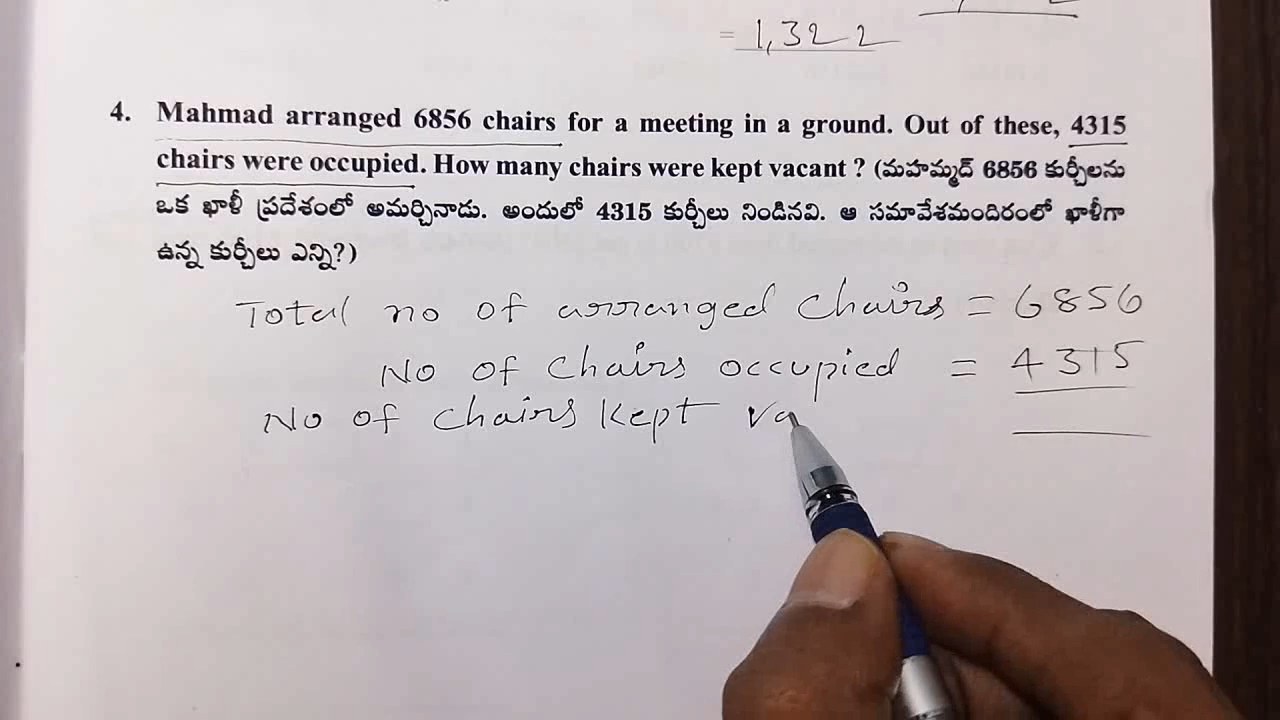 = 1,322
4. Mahmad arranged 6856 chairs for a meeting in a ground. Out of these, 4315
chairs were occupied. How many chairs were kept vacant ? (మహమ్మద్ 6856 కుర్చీలను
ఒక ఖాళీ ప్రదేశంలో అమర్చినాడు. అందులో 4315 కుర్చీలు నిండినవి. ఆ సమావేశమందిరంలో ఖాళీగా
ఉన్న కుర్చీలు ఎన్ని?)
Total no of arranged chairs = 6856
No of chairs occupied = 4315
No of chairs kept va